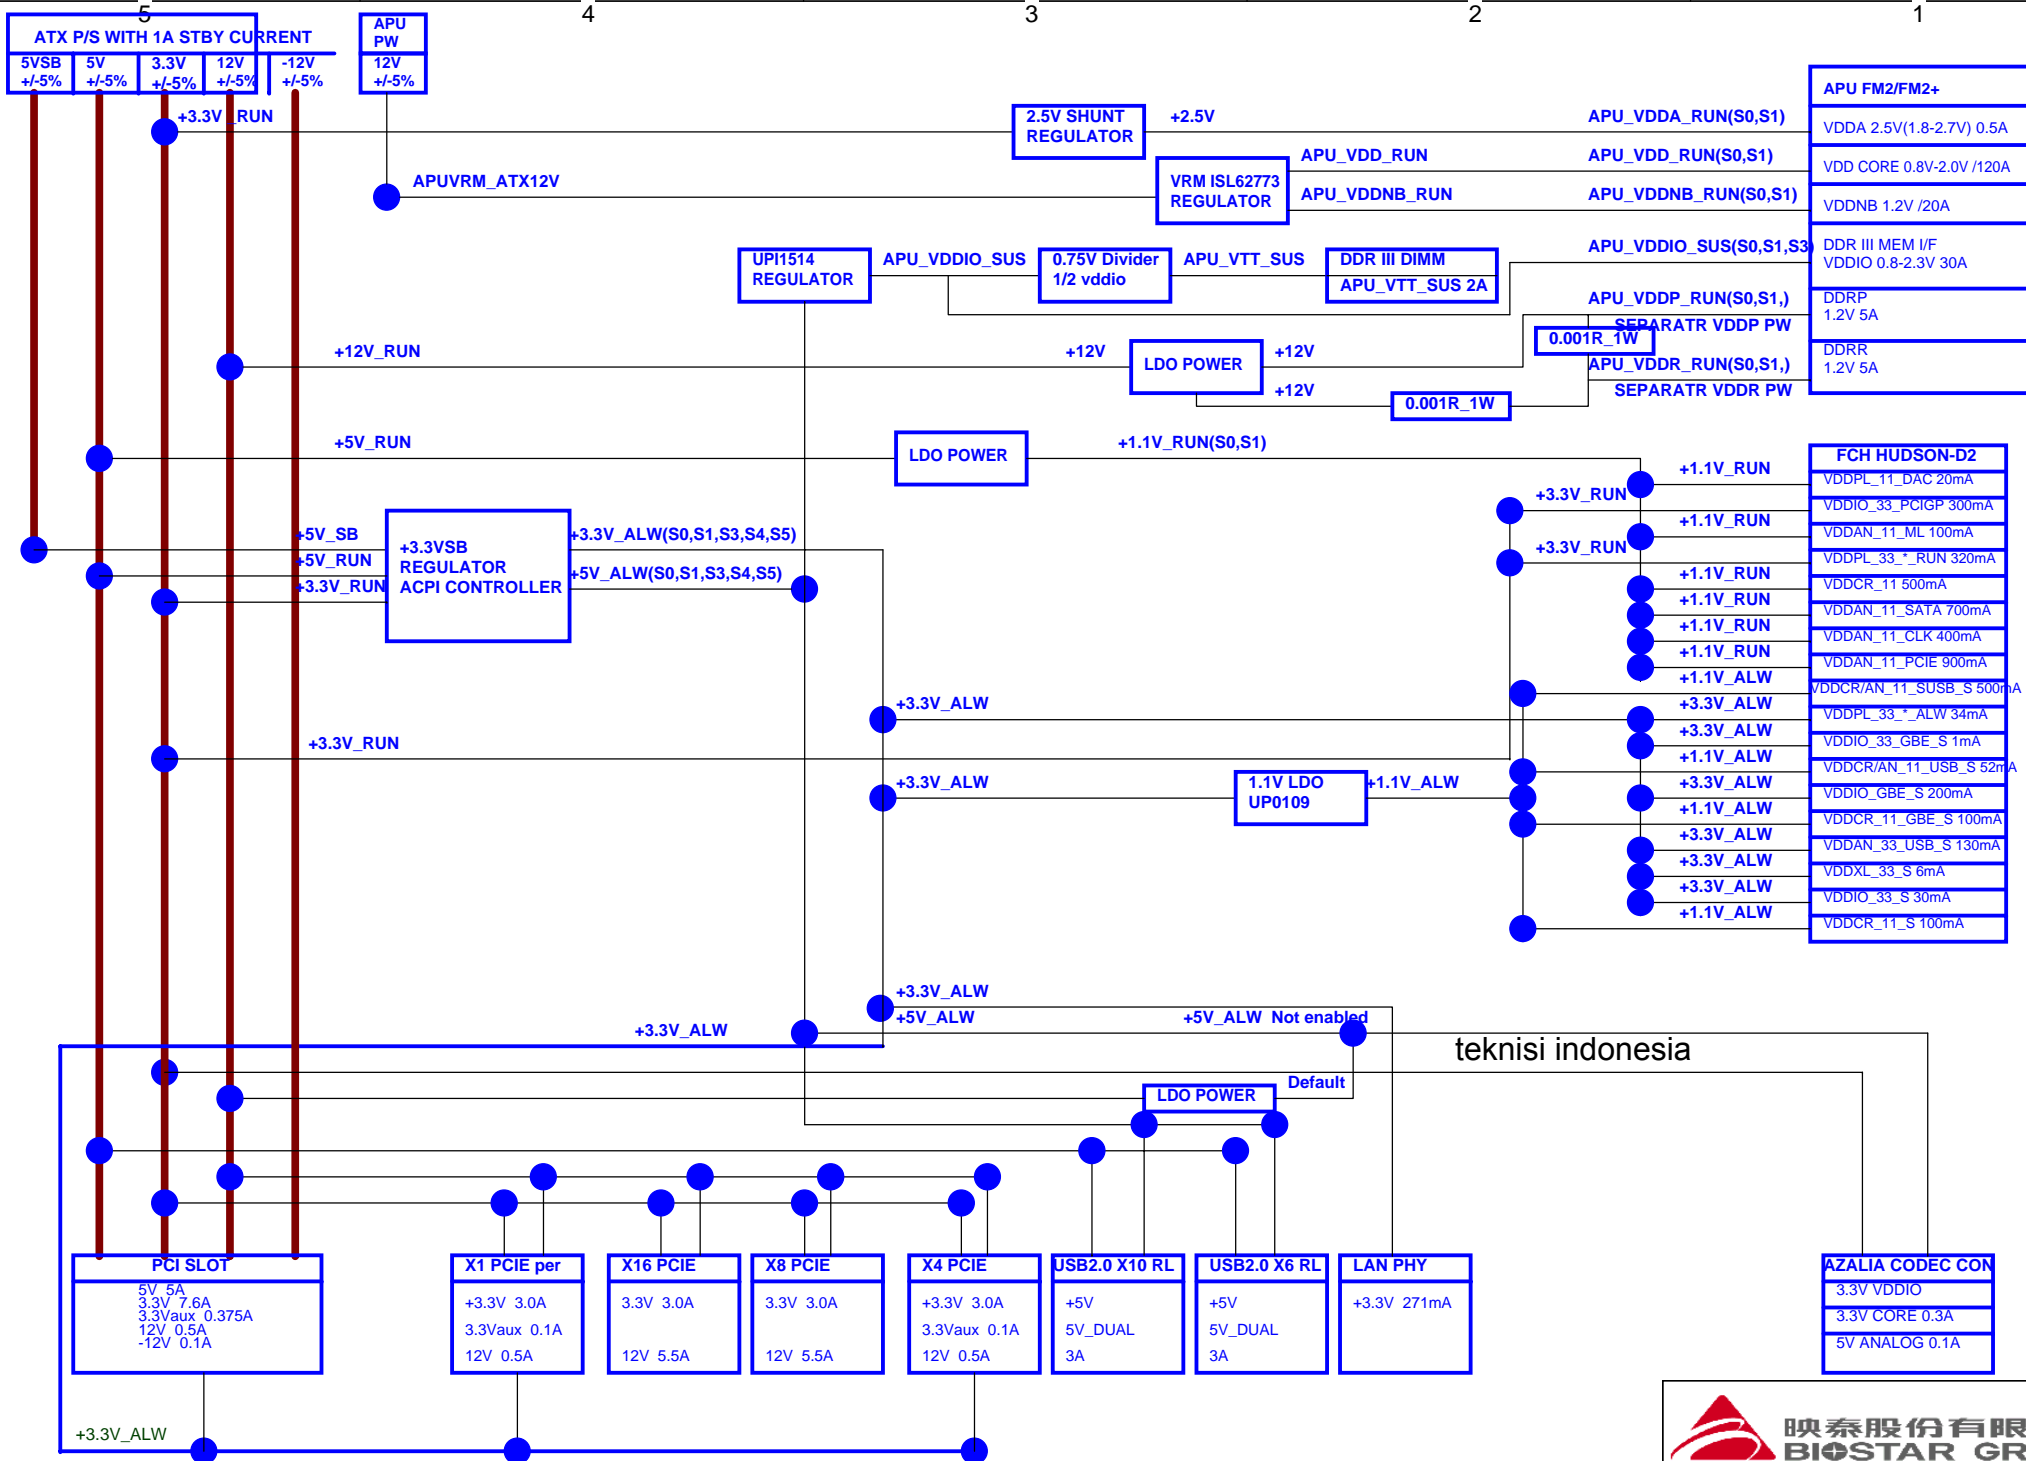 5
4
3
2
1
ATX P/S WITH 1A STBY CURRENT
5VSB
+/-5%
5V
+/-5%
3.3V
+/-5%
12V
+/-5%
-12V
+/-5%
APU
PW
12V
+/-5%
+3.3V_RUN
2.5V SHUNT
REGULATOR
+2.5V
APU_VDDA_RUN(S0,S1)
APUVRM_ATX12V
VRM ISL62773
REGULATOR
APU_VDD_RUN
APU_VDD_RUN(S0,S1)
APU_VDDNB_RUN
APU_VDDNB_RUN(S0,S1)
APU FM2/FM2+
VDDA 2.5V(1.8-2.7V) 0.5A
VDD CORE 0.8V-2.0V /120A
VDDNB 1.2V /20A
DDR III MEM I/F
VDDIO 0.8-2.3V 30A
DDRP
1.2V 5A
DDRR
1.2V 5A
UPI1514
REGULATOR
APU_VDDIO_SUS
0.75V Divider
1/2 vddio
APU_VTT_SUS
DDR III DIMM
APU_VTT_SUS 2A
APU_VDDIO_SUS(S0,S1,S3)
APU_VDDP_RUN(S0,S1,)
SEPARATR VDDP PW
0.001R_1W
APU_VDDR_RUN(S0,S1,)
SEPARATR VDDR PW
+12V_RUN
+12V
LDO POWER
+12V
+12V
0.001R_1W
+5V_RUN
LDO POWER
+1.1V_RUN(S0,S1)
+5V_SB
+5V_RUN
+3.3V_RUN
+3.3VSB
REGULATOR
ACPI CONTROLLER
+3.3V_ALW(S0,S1,S3,S4,S5)
+5V_ALW(S0,S1,S3,S4,S5)
FCH HUDSON-D2
+1.1V_RUN
VDDPL_11_DAC 20mA
+3.3V_RUN
VDDIO_33_PCIGP 300mA
+1.1V_RUN
VDDAN_11_ML 100mA
+3.3V_RUN
VDDPL_33_*_RUN 320mA
+1.1V_RUN
VDDCR_11 500mA
+1.1V_RUN
VDDAN_11_SATA 700mA
+1.1V_RUN
VDDAN_11_CLK 400mA
+1.1V_RUN
VDDAN_11_PCIE 900mA
+1.1V_ALW
VDDCR/AN_11_SUSB_S 500mA
+3.3V_ALW
VDDPL_33_*_ALW 34mA
+3.3V_ALW
VDDIO_33_GBE_S 1mA
+1.1V_ALW
VDDCR/AN_11_USB_S 52mA
+3.3V_ALW
VDDIO_GBE_S 200mA
+1.1V_ALW
VDDCR_11_GBE_S 100mA
+3.3V_ALW
VDDAN_33_USB_S 130mA
+3.3V_ALW
VDDXL_33_S 6mA
+3.3V_ALW
VDDIO_33_S 30mA
+1.1V_ALW
VDDCR_11_S 100mA
+3.3V_ALW
+3.3V_RUN
+3.3V_ALW
1.1V LDO
UP0109
+1.1V_ALW
+3.3V_ALW
+5V_ALW
+3.3V_ALW
+5V_ALW Not enabled
teknisi indonesia
Default
LDO POWER
PCI SLOT
5V 5A
3.3V 7.6A
3.3Vaux 0.375A
12V 0.5A
-12V 0.1A
X1 PCIE per
+3.3V 3.0A
3.3Vaux 0.1A
12V 0.5A
X16 PCIE
3.3V 3.0A
12V 5.5A
X8 PCIE
3.3V 3.0A
12V 5.5A
X4 PCIE
+3.3V 3.0A
3.3Vaux 0.1A
12V 0.5A
USB2.0 X10 RL
+5V
5V_DUAL
3A
USB2.0 X6 RL
+5V
5V_DUAL
3A
LAN PHY
+3.3V 271mA
AZALIA CODEC CON
3.3V VDDIO
3.3V CORE 0.3A
5V ANALOG 0.1A
+3.3V_ALW
映泰股份有限
BIOSTAR GR